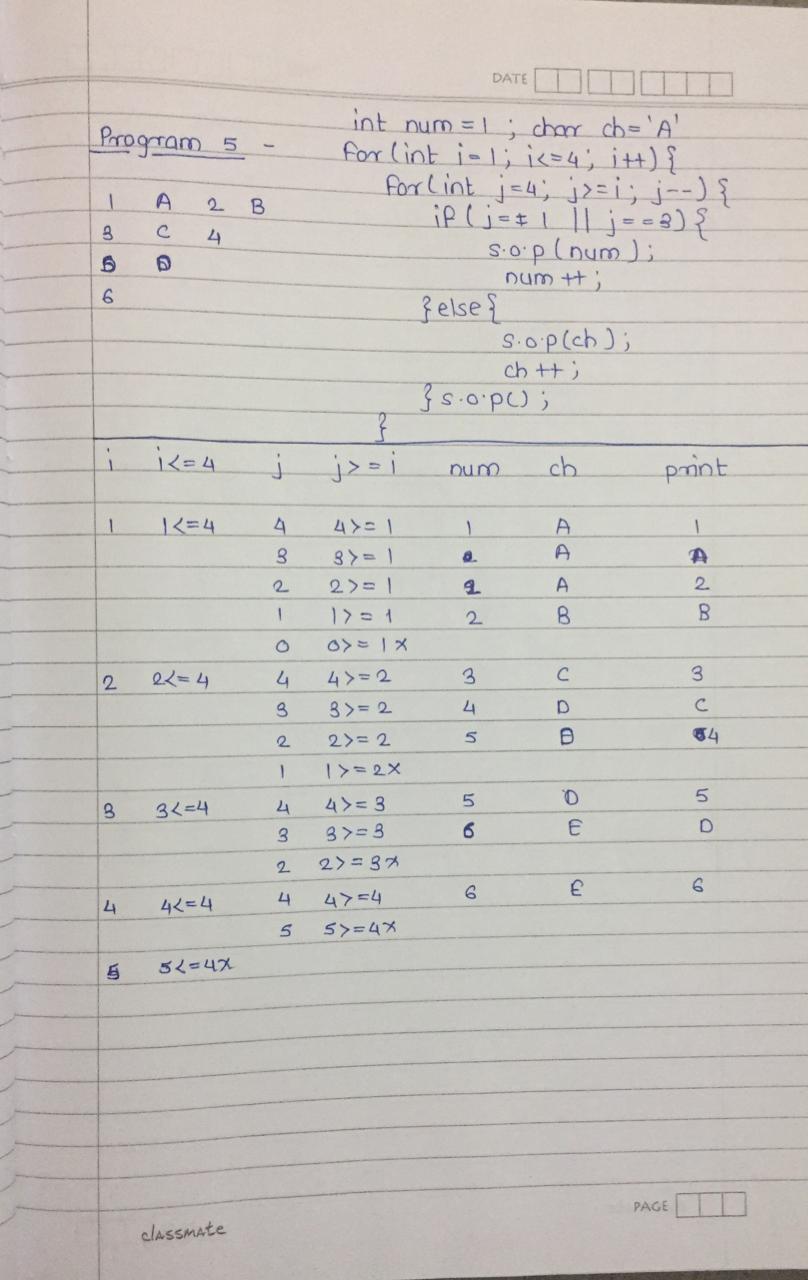 DATE
int num = 1 ; char ch= 'A'
Program 5 -
for (int i=1; i<=4; i++) {
for(int j=4; j>=i; j--) {
1 A 2 B
if (j== 1 || j==3) {
3 C 4
s.o.p (num);
5 D
num ++;
6
} else {
s.o.p(ch);
ch ++;
} s.o.p();
}
i i<=4 j j>=i num ch print
1 1<=4 4 4>=1 1 A 1
3 3>=1 2 A A
2 2>=1 2 A 2
1 1>=1 2 B B
0 0>=1 x
2 2<=4 4 4>=2 3 C 3
3 3>=2 4 D C
2 2>=2 5 D 4
1 1>=2x
3 3<=4 4 4>=3 5 D 5
3 3>=3 6 E D
2 2>=3x
4 4<=4 4 4>=4 6 E 6
5 5>=4x
5 5<=4x
PAGE
classmate